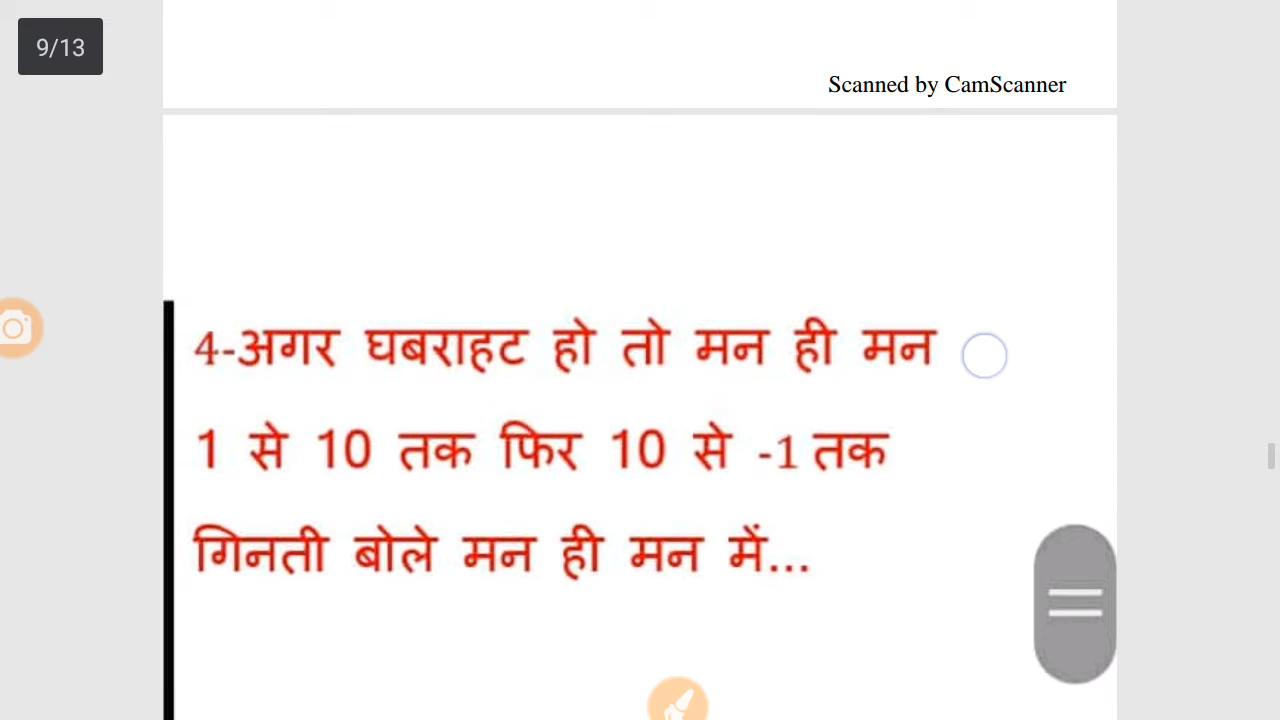 9/13
Scanned by CamScanner
4-अगर घबराहट हो तो मन ही मन
1 से 10 तक फिर 10 से -1 तक
गिनती बोले मन ही मन में...